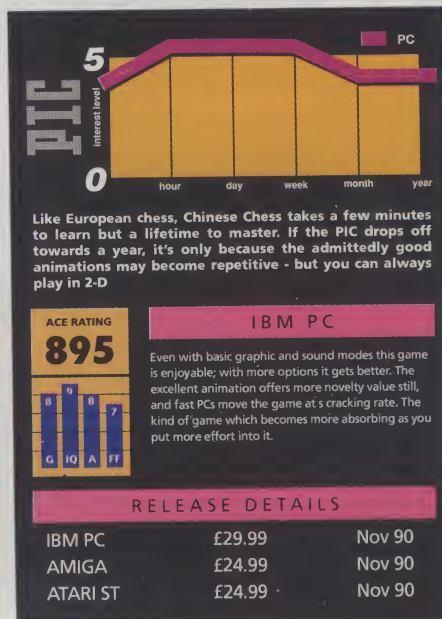 PC
5
PIC
interest level
0
hour day week month year
Like European chess, Chinese Chess takes a few minutes
to learn but a lifetime to master. If the PIC drops off
towards a year, it's only because the admittedly good
animations may become repetitive - but you can always
play in 2-D
ACE RATING
895
8 9 8 7
G IQ A FF
IBM PC
Even with basic graphic and sound modes this game
is enjoyable; with more options it gets better. The
excellent animation offers more novelty value still,
and fast PCs move the game at s cracking rate. The
kind of game which becomes more absorbing as you
put more effort into it.
RELEASE DETAILS
IBM PC £29.99 Nov 90
AMIGA £24.99 Nov 90
ATARI ST £24.99 Nov 90